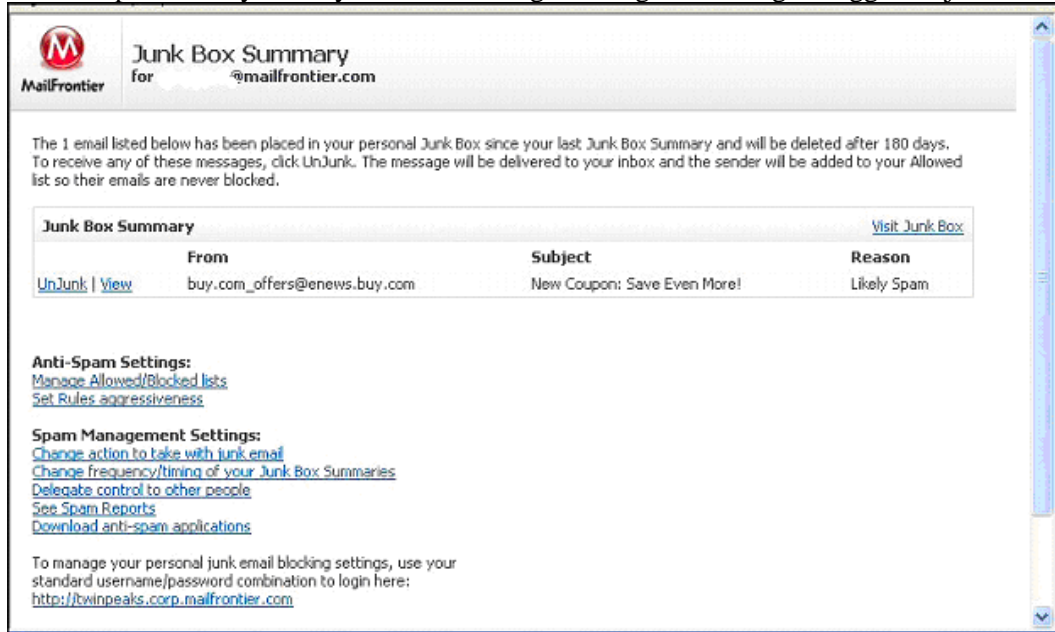 MailFrontier
Junk Box Summary
for @mailfrontier.com
The 1 email listed below has been placed in your personal Junk Box since your last Junk Box Summary and will be deleted after 180 days.
To receive any of these messages, click UnJunk. The message will be delivered to your inbox and the sender will be added to your Allowed
list so their emails are never blocked.
Junk Box Summary Visit Junk Box
From Subject Reason
UnJunk | View buy.com_offers@enews.buy.com New Coupon: Save Even More! Likely Spam
Anti-Spam Settings:
Manage Allowed/Blocked lists
Set Rules aggressiveness
Spam Management Settings:
Change action to take with junk email
Change frequency/timing of your Junk Box Summaries
Delegate control to other people
See Spam Reports
Download anti-spam applications
To manage your personal junk email blocking settings, use your
standard username/password combination to login here:
http://twinpeaks.corp.mailfrontier.com